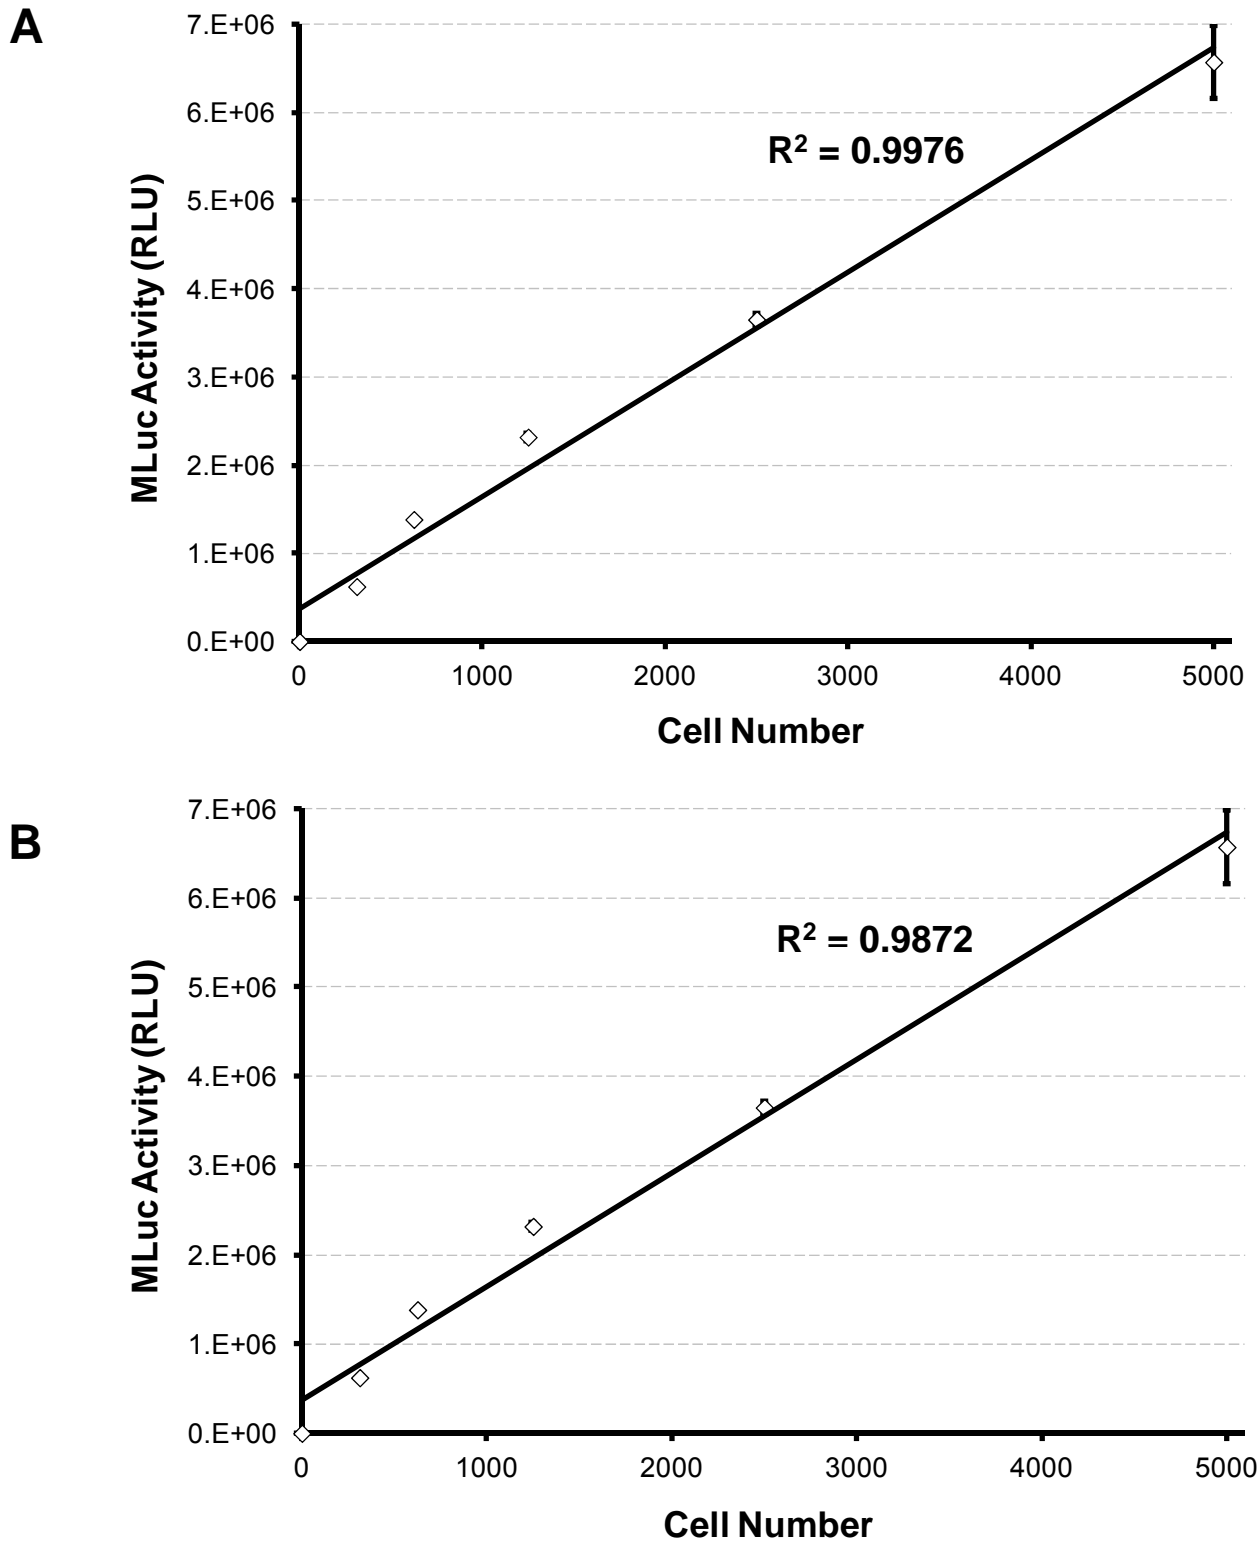 A
7.E+06
6.E+06
5.E+06
4.E+06
3.E+06
2.E+06
1.E+06
0.E+00
MLuc Activity (RLU)
R² = 0.9976
0 1000 2000 3000 4000 5000
Cell Number
B
7.E+06
6.E+06
5.E+06
4.E+06
3.E+06
2.E+06
1.E+06
0.E+00
MLuc Activity (RLU)
R² = 0.9872
0 1000 2000 3000 4000 5000
Cell Number